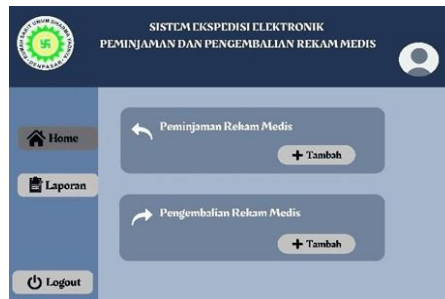 SISTEM EKSPEDISI ELEKTRONIK
PEMINJAMAN DAN PENGEMBALIAN REKAM MEDIS
Home
Peminjaman Rekam Medis
+ Tambah
Laporan
Pengembalian Rekam Medis
+ Tambah
Logout